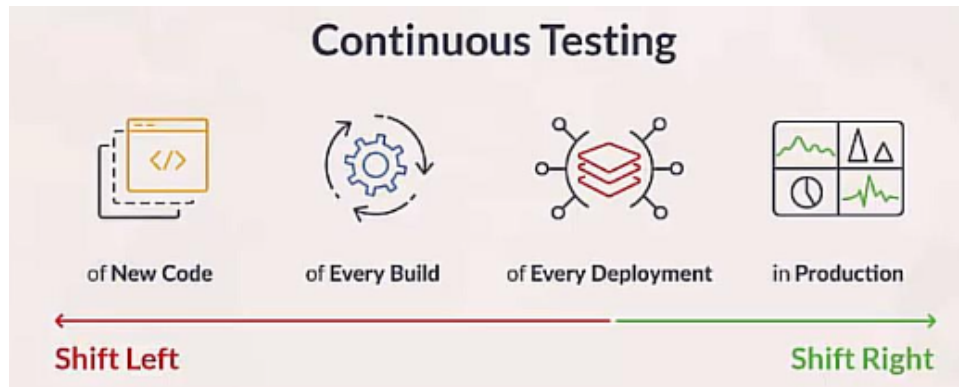 Continuous Testing
</>
of New Code
of Every Build
of Every Deployment
in Production
Shift Left
Shift Right